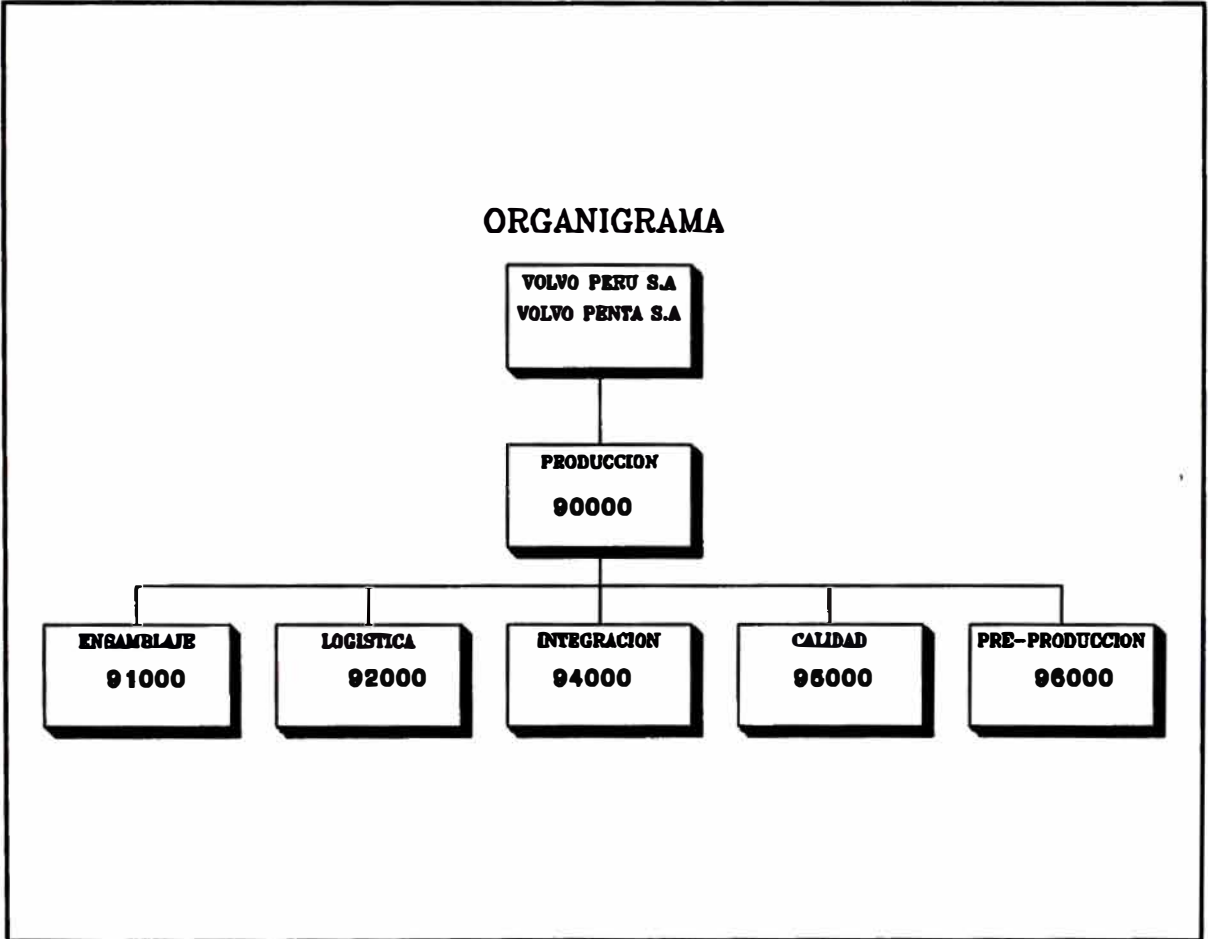 ORGANIGRAMA
VOLVO PERU S.A
VOLVO PENTA S.A
PRODUCCION
90000
ENSAMBLAJE
91000
LOGISTICA
92000
INTEGRACION
94000
CALIDAD
95000
PRE-PRODUCCION
96000